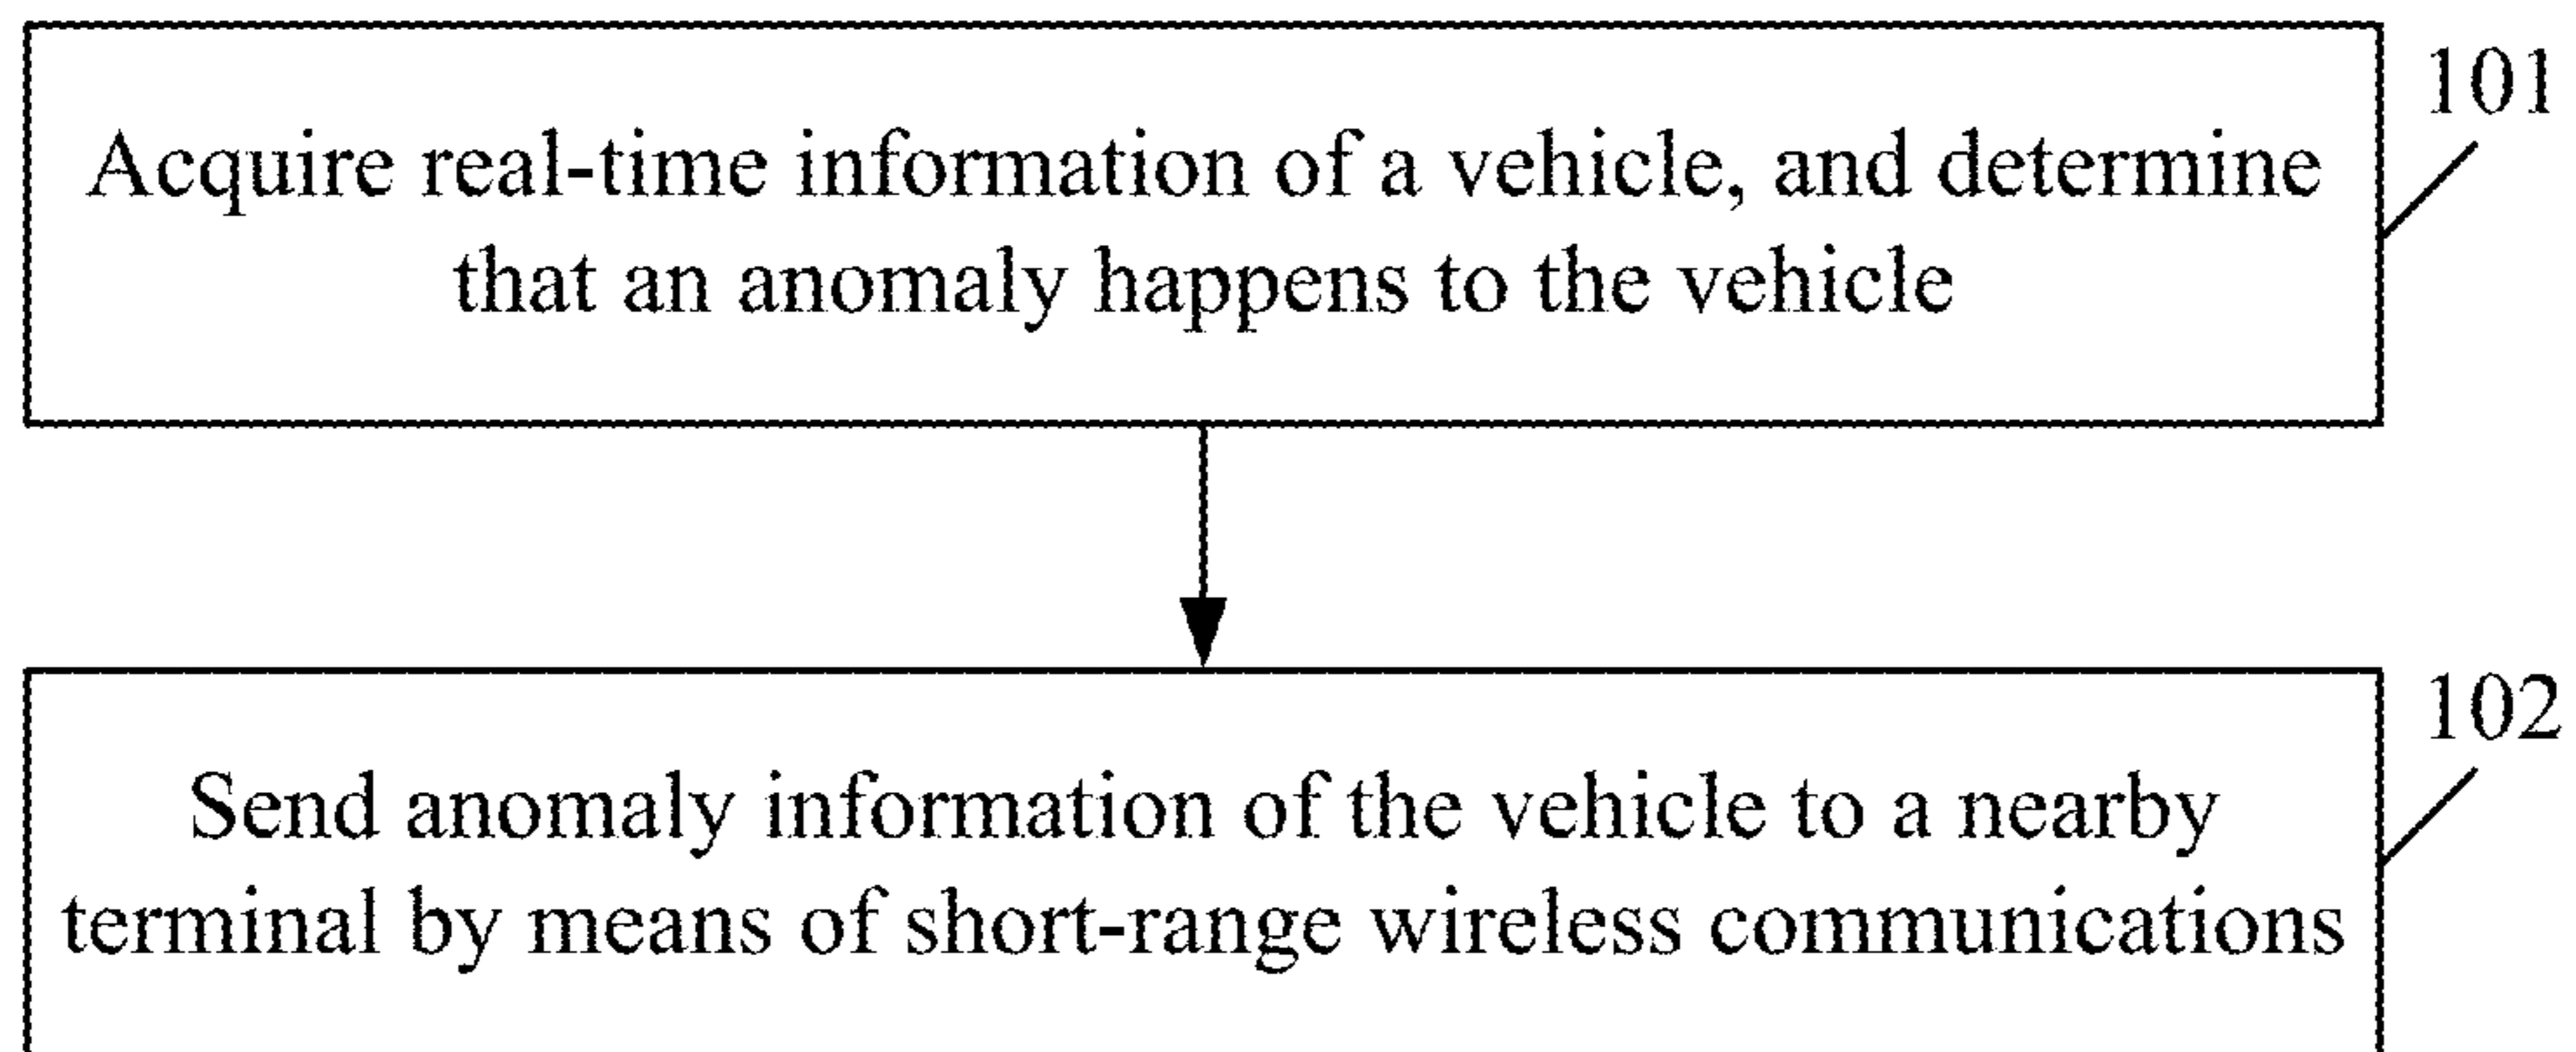 101
Acquire real-time information of a vehicle, and determine
that an anomaly happens to the vehicle
102
Send anomaly information of the vehicle to a nearby
terminal by means of short-range wireless communications